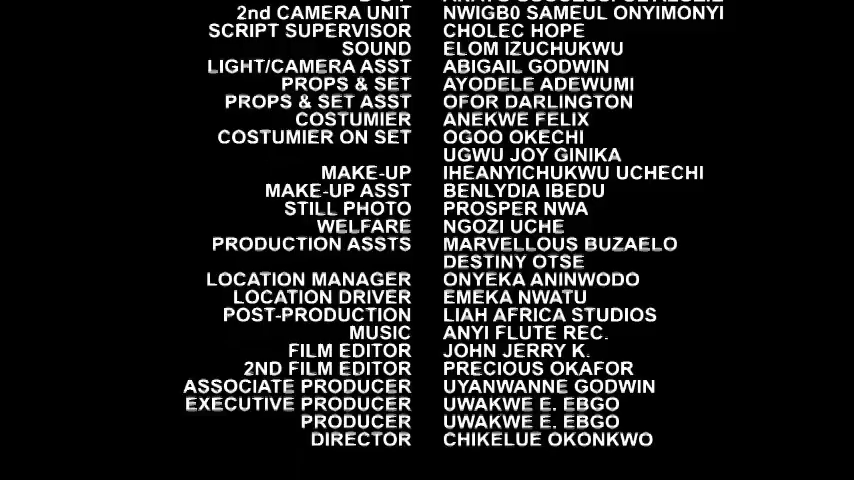 2nd CAMERA UNIT NWIGB0 SAMEUL ONYIMONYI
SCRIPT SUPERVISOR CHOLEC HOPE
SOUND ELOM IZUCHUKWU
LIGHT/CAMERA ASST ABIGAIL GODWIN
PROPS & SET AYODELE ADEWUMI
PROPS & SET ASST OFOR DARLINGTON
COSTUMIER ANEKWE FELIX
COSTUMIER ON SET OGOO OKECHI
UGWU JOY GINIKA
MAKE-UP IHEANYICHUKWU UCHECHI
MAKE-UP ASST BENLYDIA IBEDU
STILL PHOTO PROSPER NWA
WELFARE NGOZI UCHE
PRODUCTION ASSTS MARVELLOUS BUZAELO
DESTINY OTSE
LOCATION MANAGER ONYEKA ANINWODO
LOCATION DRIVER EMEKA NWATU
POST-PRODUCTION LIAH AFRICA STUDIOS
MUSIC ANYI FLUTE REC.
FILM EDITOR JOHN JERRY K.
2ND FILM EDITOR PRECIOUS OKAFOR
ASSOCIATE PRODUCER UYANWANNE GODWIN
EXECUTIVE PRODUCER UWAKWE E. EBGO
PRODUCER UWAKWE E. EBGO
DIRECTOR CHIKELUE OKONKWO